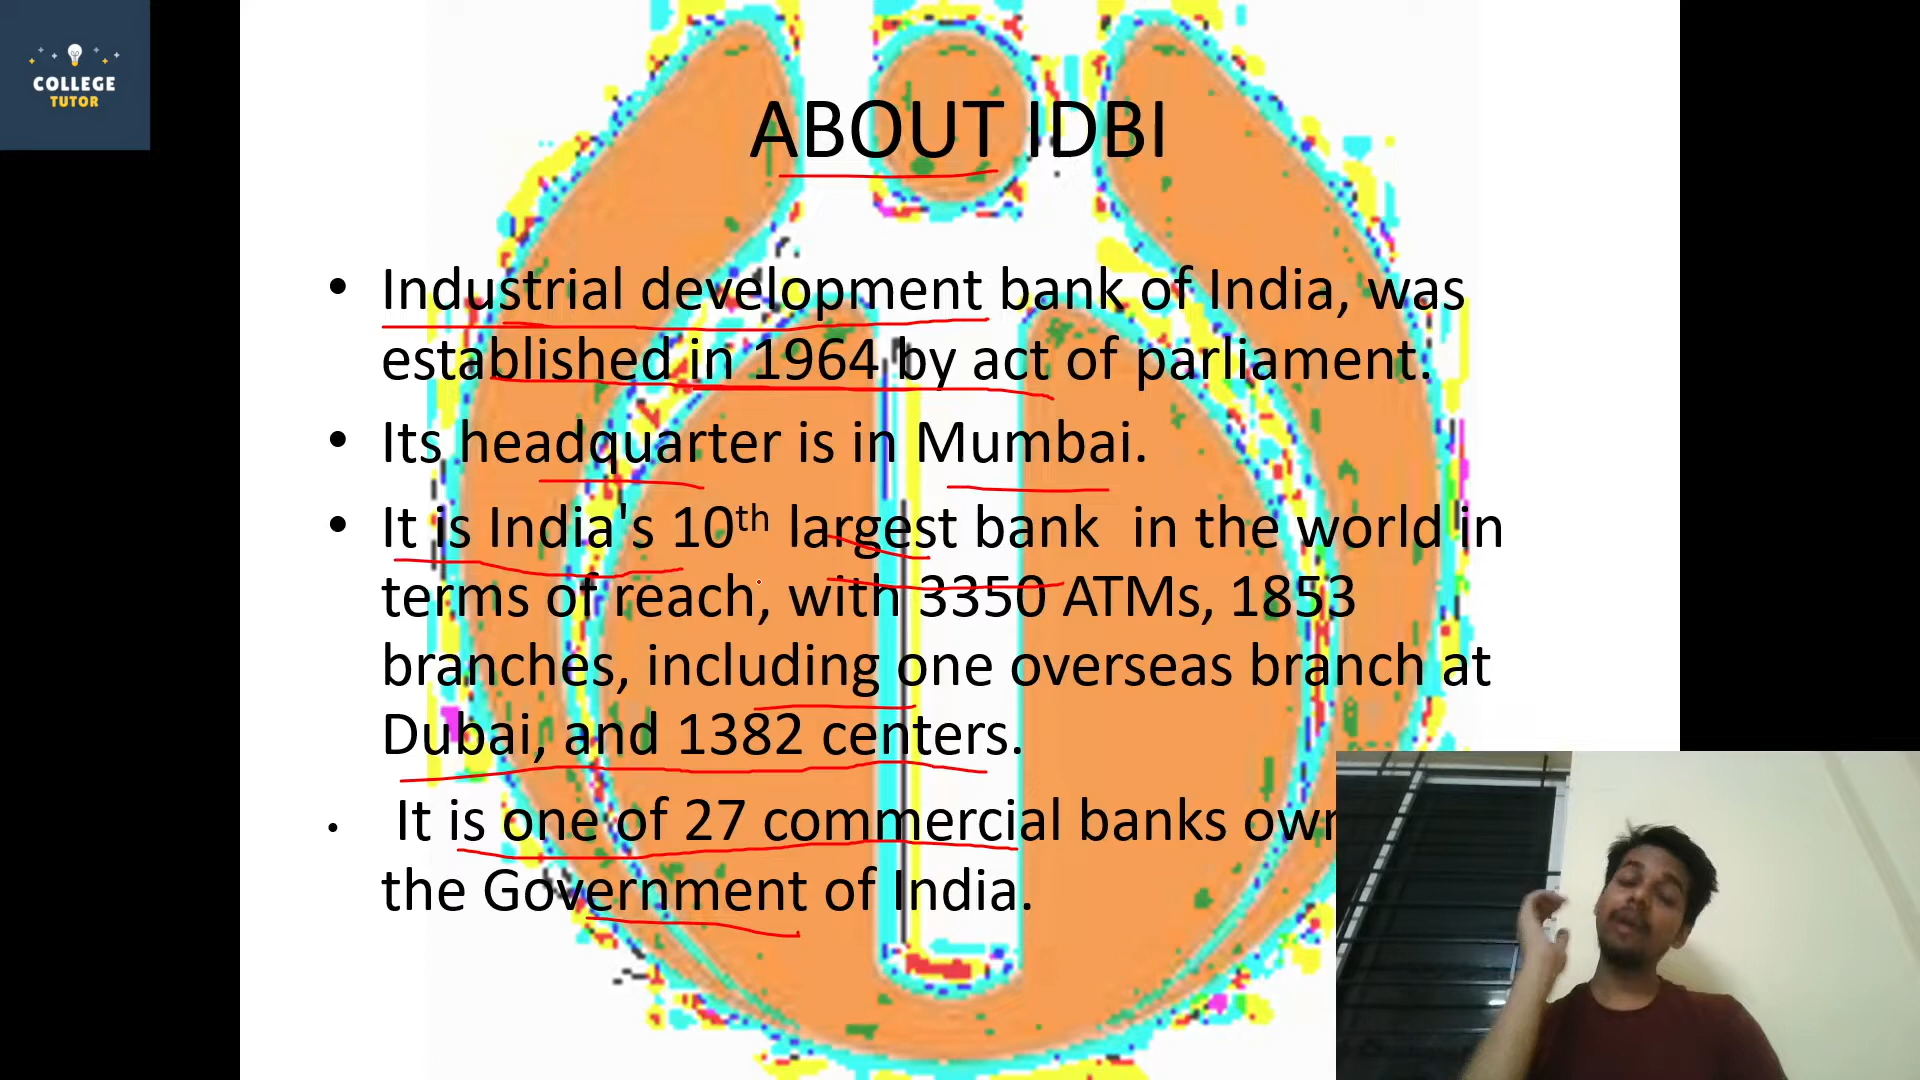 COLLEGE
TUTOR
ABOUT IDBI
• Industrial development bank of India, was
established in 1964 by act of parliament.
• Its headquarter is in Mumbai.
• It is India's 10th largest bank in the world in
terms of reach, with 3350 ATMs, 1853
branches, including one overseas branch at
Dubai, and 1382 centers.
• It is one of 27 commercial banks
the Government of India.